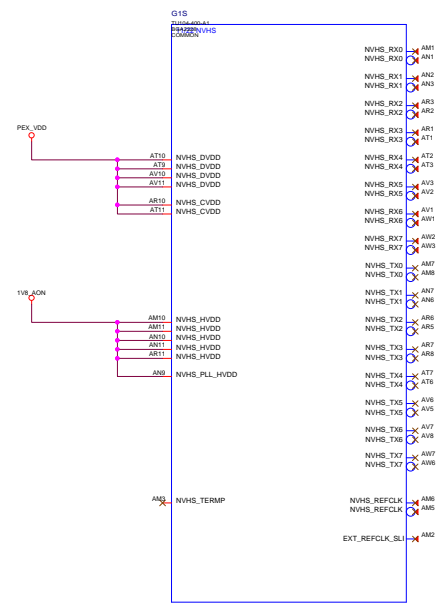 G1S
TU104-400-A1
COMMON
NVHS_RX0 AM1
NVHS_RX0 AN1
NVHS_RX1 AN2
NVHS_RX1 AN3
NVHS_RX2 AR3
NVHS_RX2 AR2
PEX_VDD
NVHS_RX3 AR1
NVHS_RX3 AT1
AT10 NVHS_DVDD NVHS_RX4 AT2
AT9 NVHS_DVDD NVHS_RX4 AT3
AV10 NVHS_DVDD
AV11 NVHS_DVDD NVHS_RX5 AV3
NVHS_RX5 AV2
AR10 NVHS_CVDD
AT11 NVHS_CVDD NVHS_RX6 AV1
NVHS_RX6 AW1
NVHS_RX7 AW2
NVHS_RX7 AW3
NVHS_TX0 AM7
NVHS_TX0 AM8
1V8_AON
NVHS_TX1 AN7
NVHS_TX1 AN6
AM10 NVHS_HVDD NVHS_TX2 AR6
AM11 NVHS_HVDD NVHS_TX2 AR5
AN10 NVHS_HVDD
AN11 NVHS_HVDD NVHS_TX3 AR7
AR11 NVHS_HVDD NVHS_TX3 AR8
AN9 NVHS_PLL_HVDD NVHS_TX4 AT7
NVHS_TX4 AT6
NVHS_TX5 AV6
NVHS_TX5 AV5
NVHS_TX6 AV7
NVHS_TX6 AV8
NVHS_TX7 AW7
NVHS_TX7 AW6
AM3 NVHS_TERMP NVHS_REFCLK AM6
NVHS_REFCLK AM5
EXT_REFCLK_SLI AM2